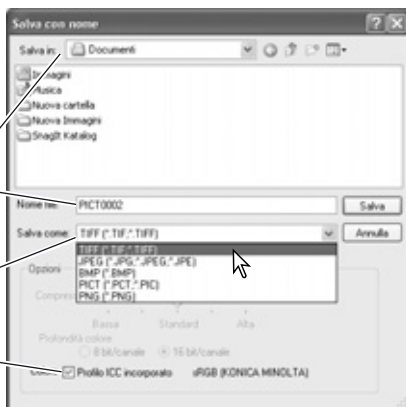 Salva con nome
Salva in: Documenti
Immagini
Musica
Nuova cartella
Nuova Immagini
SnagIt Katalog
Nome file: PICT0002 Salva
Salva come: TIFF (*.TIF;*.TIFF) Annulla
TIFF (*.TIF;*.TIFF)
JPEG (*.JPG;*.JPEG;*.JPE)
BMP (*.BMP)
PICT (*.PCT;*.PIC)
PNG (*.PNG)
Opzioni
Bassa Standard Alta
Profondità colore
8 bit/canale 16 bit/canale
Profilo ICC incorporato sRGB (KONICA MINOLTA)